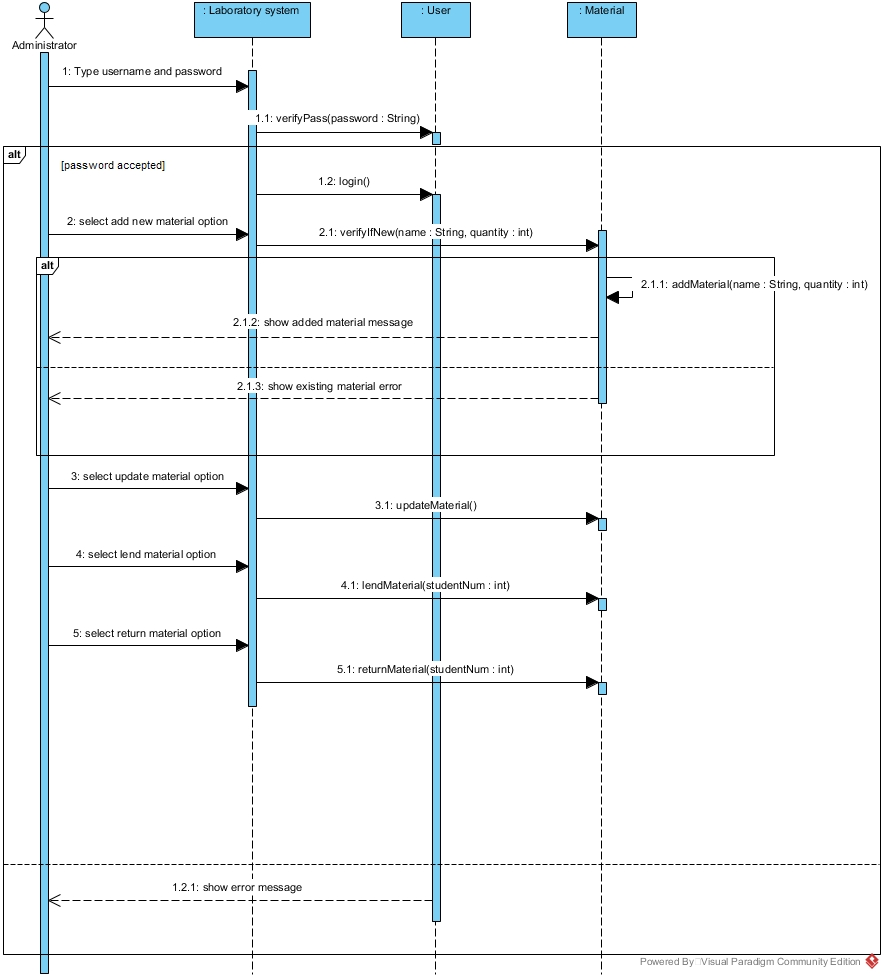 : Laboratory system
: User
: Material
Administrator
1: Type username and password
1.1: verifyPass(password : String)
alt
[password accepted]
1.2: login()
2: select add new material option
2.1: verifyIfNew(name : String, quantity : int)
alt
2.1.1: addMaterial(name : String, quantity : int)
2.1.2: show added material message
2.1.3: show existing material error
3: select update material option
3.1: updateMaterial()
4: select lend material option
4.1: lendMaterial(studentNum : int)
5: select return material option
5.1: returnMaterial(studentNum : int)
1.2.1: show error message
Powered By Visual Paradigm Community Edition